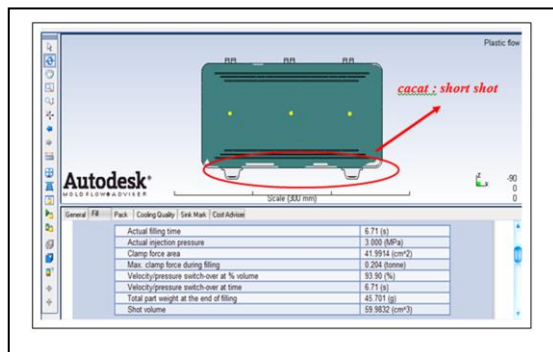 Plastic flow
cacat : short shot
Autodesk®
MOLDFLOW ADVISER
Scale (300 mm)
-90
0
0
General Fill Pack Cooling Quality Sink Mark Cost Adviser
Actual filling time 6.71 (s)
Actual injection pressure 3.000 (MPa)
Clamp force area 41.9914 (cm^2)
Max. clamp force during filling 0.204 (tonne)
Velocity/pressure switch-over at % volume 93.90 (%)
Velocity/pressure switch-over at time 6.71 (s)
Total part weight at the end of filling 45.701 (g)
Shot volume 59.9832 (cm^3)